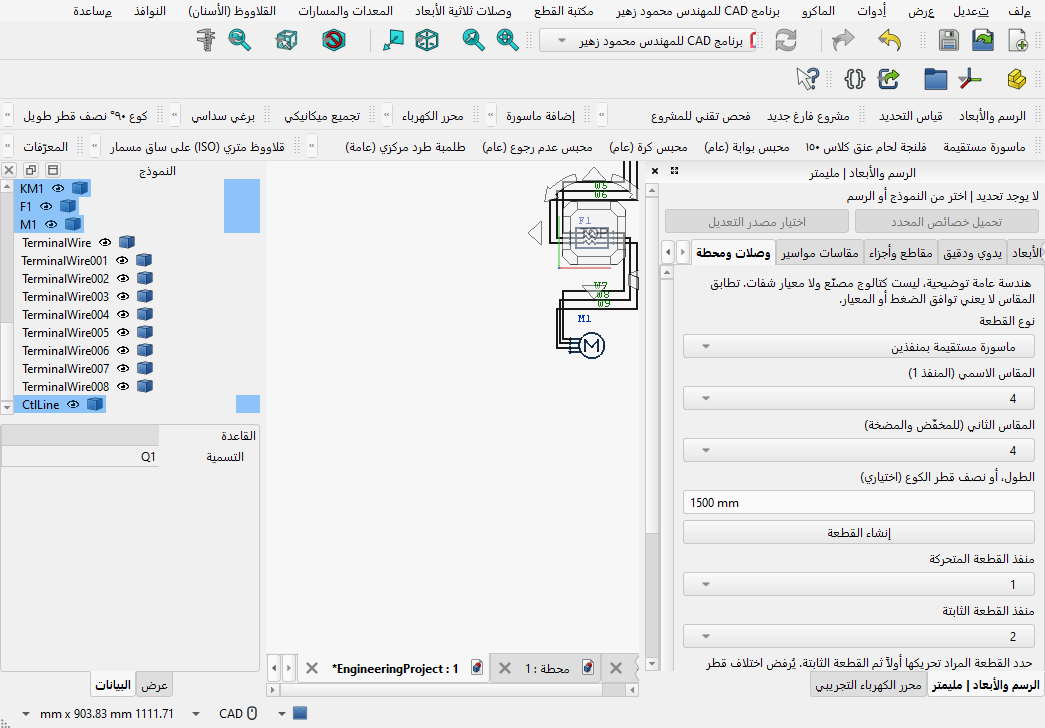 ملف تعديل عرض أدوات الماكرو برنامج CAD للمهندس محمود زهير مكتبة القطع وصلات ثلاثية الأبعاد المعدات والمسارات القلاووظ (الأسنان) النوافذ مساعدة
برنامج CAD للمهندس محمود زهير
الرسم والأبعاد قياس التحديد مشروع فارغ جديد فحص تقني للمشروع إضافة ماسورة محرر الكهرباء تجميع ميكانيكي برغي سداسي كوع ٩٠° نصف قطر طويل
ماسورة مستقيمة فلنجة لحام عنق كلاس ١٥٠ محبس بوابة (عام) محبس كرة (عام) محبس عدم رجوع (عام) طلمبة طرد مركزي (عامة) قلاووظ متري (ISO) على ساق مسمار المعرّفات
النموذج
KM1
F1
M1
TerminalWire
TerminalWire001
TerminalWire002
TerminalWire003
TerminalWire004
TerminalWire005
TerminalWire006
TerminalWire007
TerminalWire008
CtlLine
القاعدة
التسمية Q1
عرض البيانات
W5
W6
F1
TOP
W7
W8
W9
M1
M
محطة : 1
EngineeringProject : 1*
الرسم والأبعاد | مليمتر
لا يوجد تحديد | اختر من النموذج أو الرسم
تحميل خصائص المحدد اختيار مصدر التعديل
الأبعاد يدوي ودقيق مقاطع وأجزاء مقاسات مواسير وصلات ومحطة
هندسة عامة توضيحية، ليست كتالوج مصنّع ولا معيار شفات. تطابق
المقاس لا يعني توافق الضغط أو المعيار.
نوع القطعة
ماسورة مستقيمة بمنفذين
المقاس الاسمي (المنفذ 1)
4
المقاس الثاني (للمخفّض والمضخة)
4
الطول، أو نصف قطر الكوع (اختياري)
1500 mm
إنشاء القطعة
منفذ القطعة المتحركة
1
منفذ القطعة الثابتة
2
حدد القطعة المراد تحريكها أولاً ثم القطعة الثابتة. يُرفض اختلاف قطر
الرسم والأبعاد | مليمتر محرر الكهرباء التجريبي
CAD
1111.71 mm x 903.83 mm